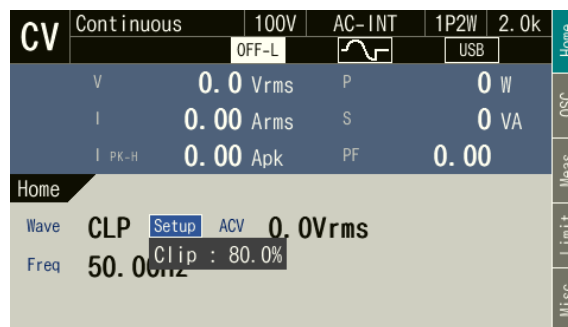 CV Continuous 100V AC-INT 1P2W 2.0k
OFF-L USB
V 0.0 Vrms P 0 W
I 0.00 Arms S 0 VA
I PK-H 0.00 Apk PF 0.00
Home
Wave CLP Setup ACV 0.0Vrms
Clip : 80.0%
Freq 50.00Hz
Home
OSC
Meas
Limit
Misc